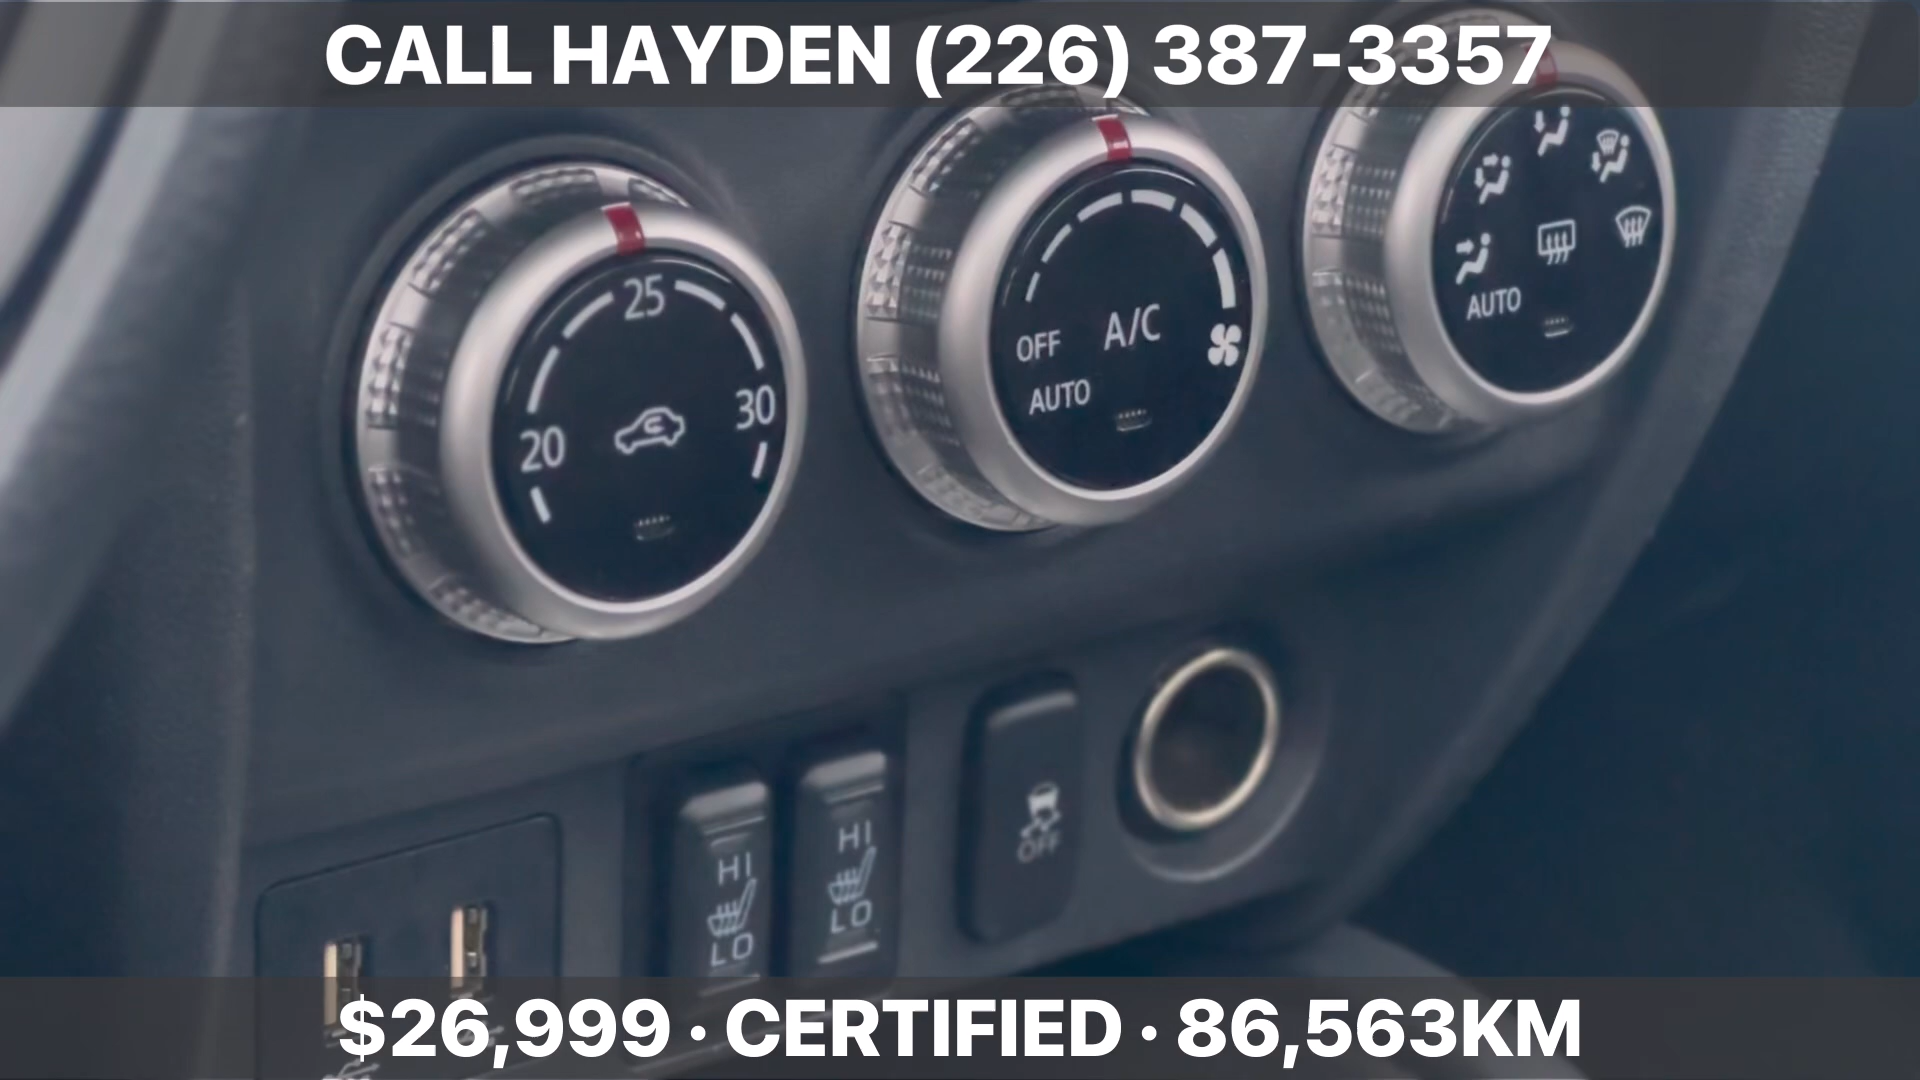 CALL HAYDEN (226) 387-3357
25
20
30
OFF
A/C
AUTO
AUTO
HI
LO
HI
LO
OFF
$26,999 · CERTIFIED · 86,563KM